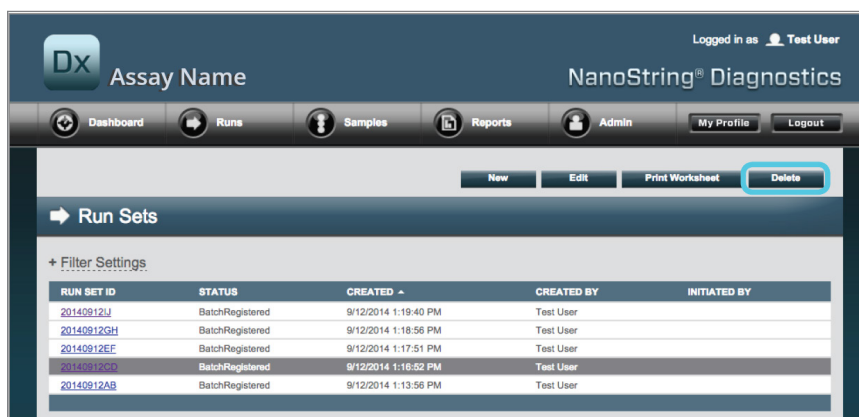 Logged in as Test User
Dx Assay Name
NanoString® Diagnostics
Dashboard Runs Samples Reports Admin My Profile Logout
New Edit Print Worksheet Delete
Run Sets
+ Filter Settings
RUN SET ID STATUS CREATED CREATED BY INITIATED BY
20140912IJ BatchRegistered 9/12/2014 1:19:40 PM Test User
20140912GH BatchRegistered 9/12/2014 1:18:56 PM Test User
20140912EF BatchRegistered 9/12/2014 1:17:51 PM Test User
20140912CD BatchRegistered 9/12/2014 1:16:52 PM Test User
20140912AB BatchRegistered 9/12/2014 1:13:56 PM Test User